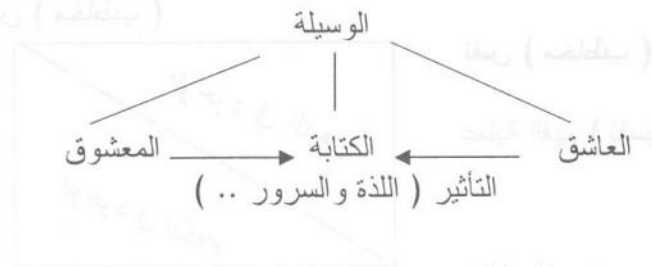 الوسيلة
العاشق الكتابة المعشوق
التأثير ( اللذة والسرور .. )